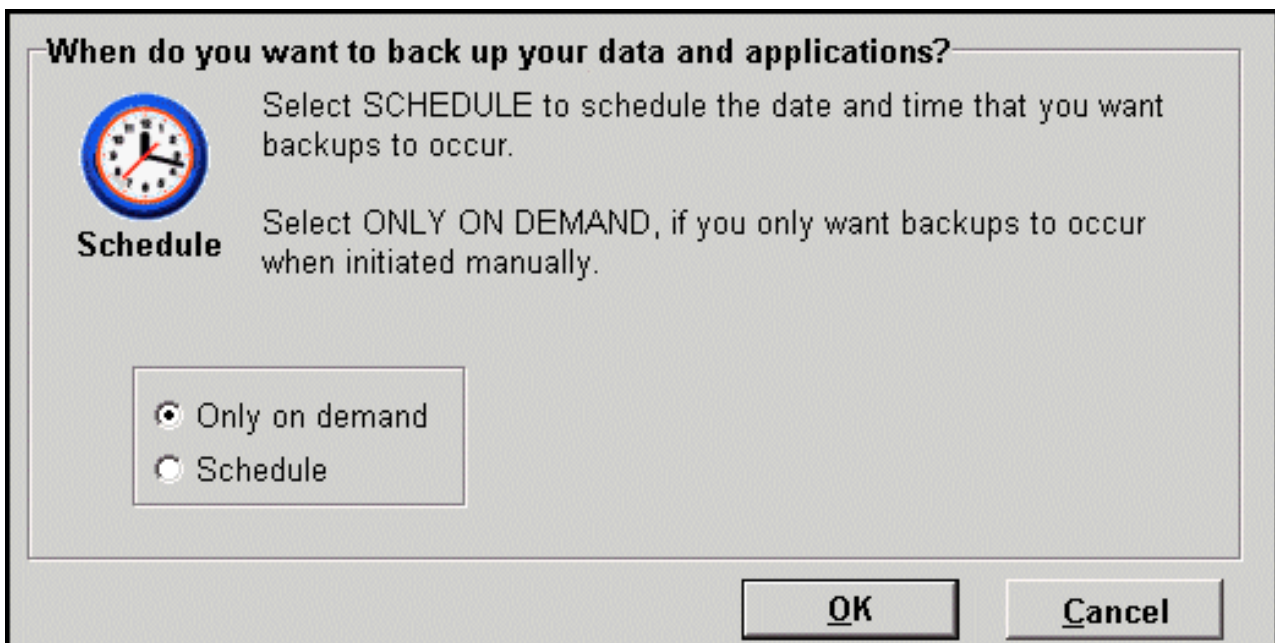 When do you want to back up your data and applications?
Select SCHEDULE to schedule the date and time that you want
backups to occur.
Schedule
Select ONLY ON DEMAND, if you only want backups to occur
when initiated manually.
Only on demand
Schedule
OK
Cancel